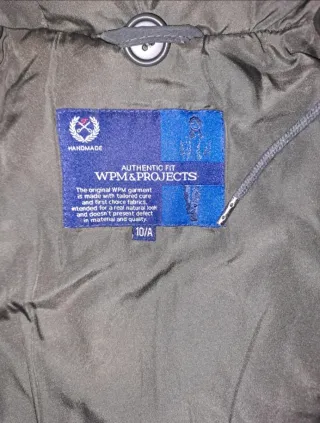 HANDMADE
AUTHENTIC FIT
WPM&PROJECTS
The original WPM garment
is made with tailored cure
and first choice fabrics,
intended for a real natural look
and doesn't present defect
in material and quality.
10/A